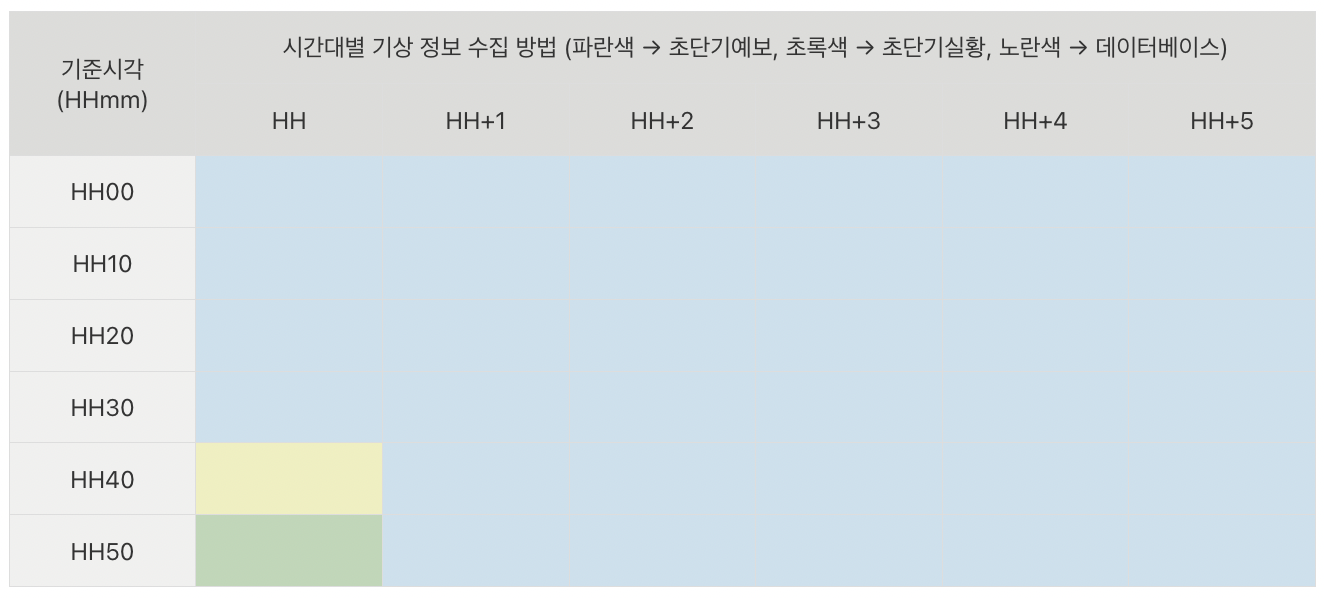 시간대별 기상 정보 수집 방법 (파란색 → 초단기예보, 초록색 → 초단기실황, 노란색 → 데이터베이스)
기준시각
(HHmm)
HH HH+1 HH+2 HH+3 HH+4 HH+5
HH00
HH10
HH20
HH30
HH40
HH50